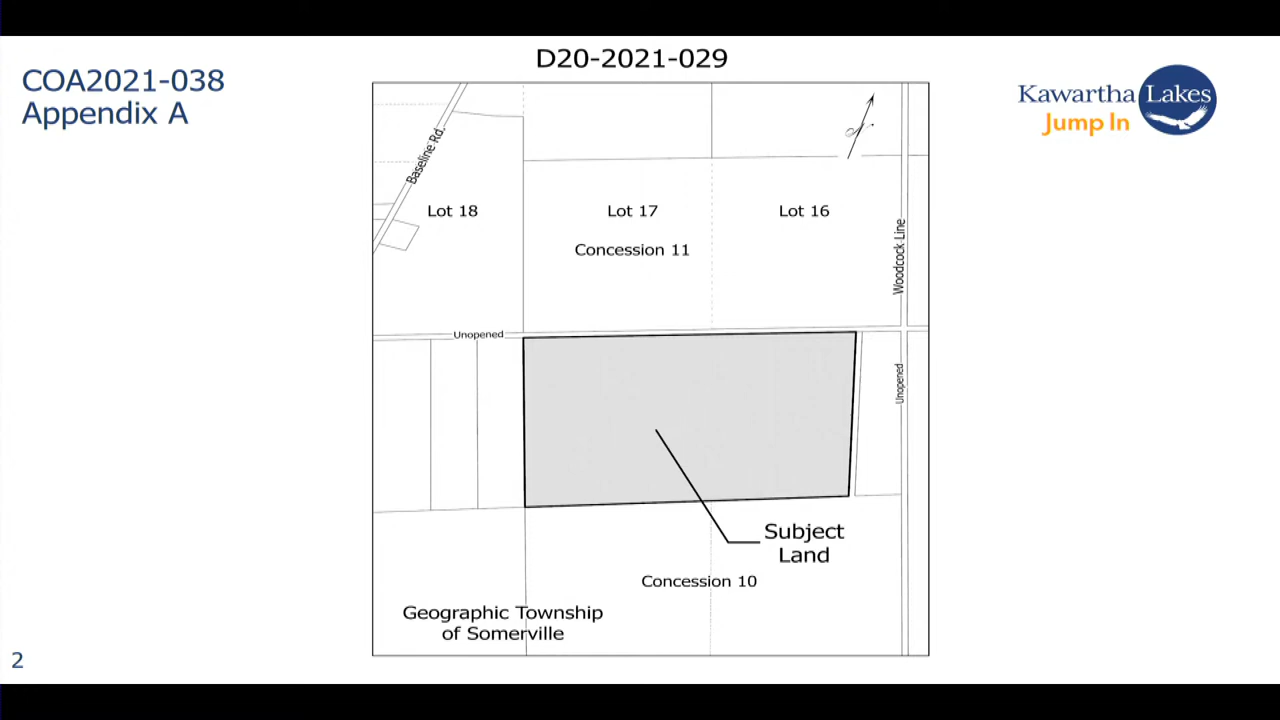 D20-2021-029
COA2021-038
Appendix A
Kawartha Lakes
Jump In
Baseline Rd.
Lot 18
Lot 17
Lot 16
Concession 11
Woodcock Line
Unopened
Unopened
Subject
Land
Concession 10
Geographic Township
of Somerville
2